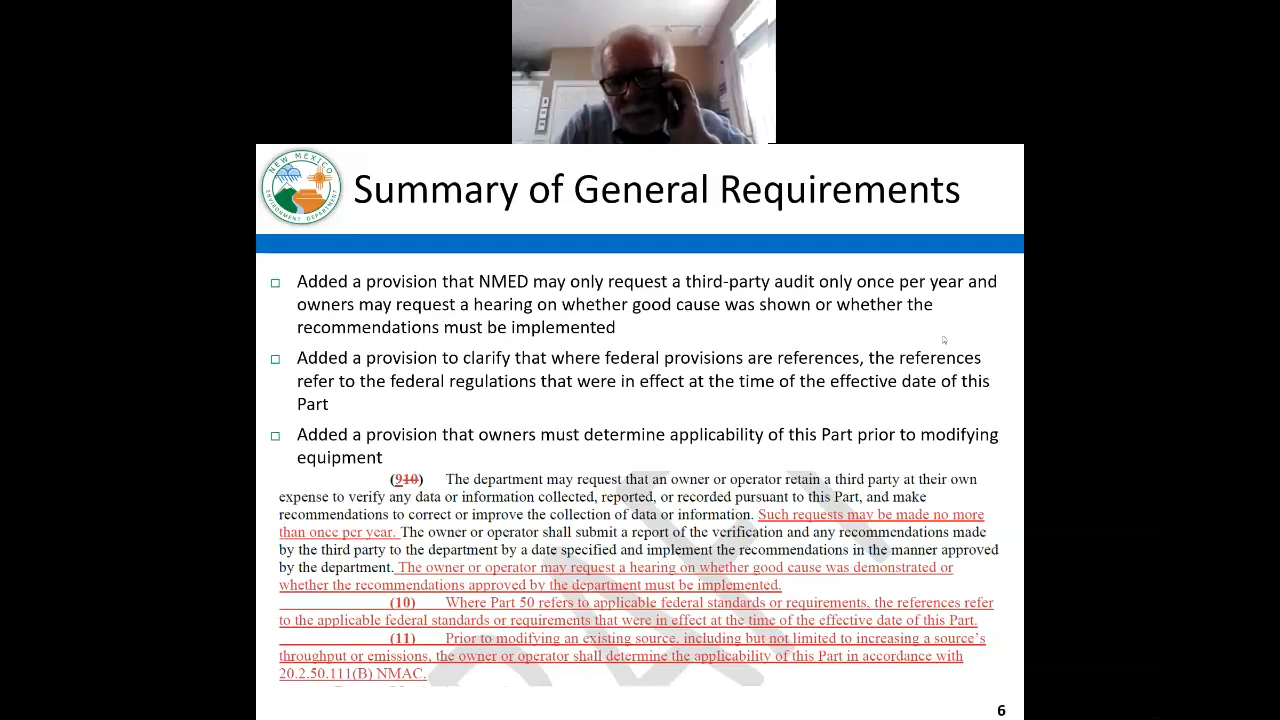 NEW MEXICO
ENVIRONMENT DEPARTMENT
Summary of General Requirements
Added a provision that NMED may only request a third-party audit only once per year and
owners may request a hearing on whether good cause was shown or whether the
recommendations must be implemented
Added a provision to clarify that where federal provisions are references, the references
refer to the federal regulations that were in effect at the time of the effective date of this
Part
Added a provision that owners must determine applicability of this Part prior to modifying
equipment
(910) The department may request that an owner or operator retain a third party at their own
expense to verify any data or information collected, reported, or recorded pursuant to this Part, and make
recommendations to correct or improve the collection of data or information. Such requests may be made no more
than once per year. The owner or operator shall submit a report of the verification and any recommendations made
by the third party to the department by a date specified and implement the recommendations in the manner approved
by the department. The owner or operator may request a hearing on whether good cause was demonstrated or
whether the recommendations approved by the department must be implemented.
(10) Where Part 50 refers to applicable federal standards or requirements, the references refer
to the applicable federal standards or requirements that were in effect at the time of the effective date of this Part.
(11) Prior to modifying an existing source, including but not limited to increasing a source's
throughput or emissions, the owner or operator shall determine the applicability of this Part in accordance with
20.2.50.111(B) NMAC.
6